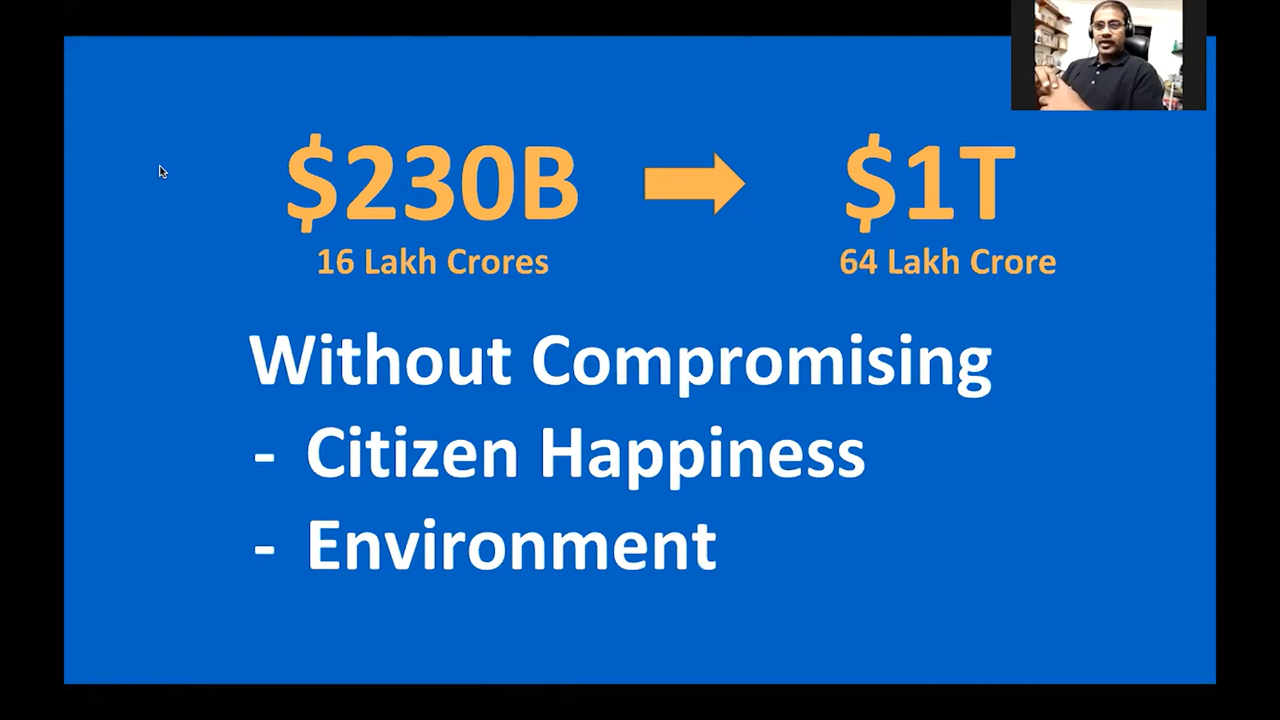 $230B $1T
16 Lakh Crores 64 Lakh Crore
Without Compromising
- Citizen Happiness
- Environment